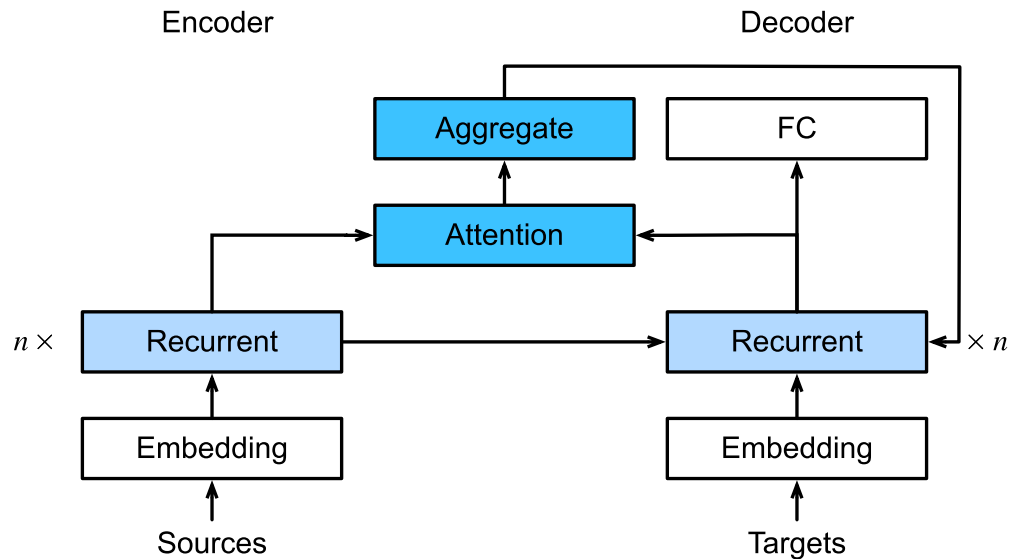 Encoder
Decoder
Aggregate
FC
Attention
n ×
Recurrent
Recurrent
× n
Embedding
Embedding
Sources
Targets